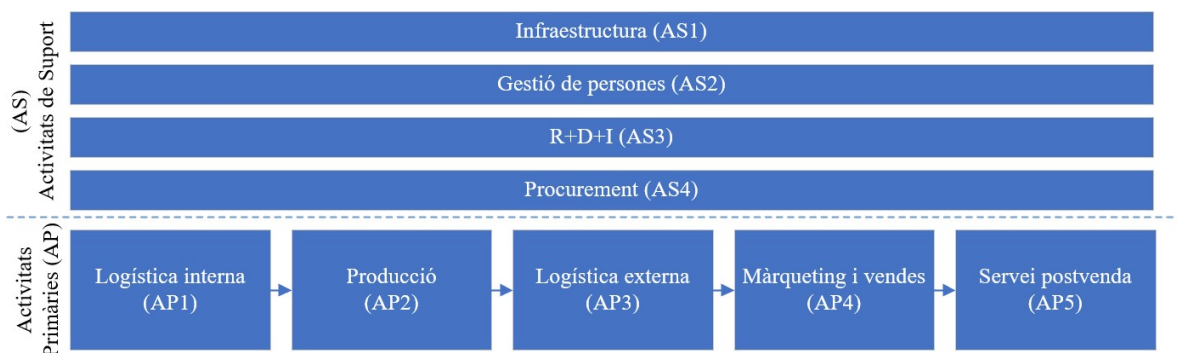 Activitats de Suport
(AS)
Infraestructura (AS1)
Gestió de persones (AS2)
R+D+I (AS3)
Procurement (AS4)
Activitats
Primàries (AP)
Logística interna
(AP1)
Producció
(AP2)
Logística externa
(AP3)
Màrqueting i vendes
(AP4)
Servei postvenda
(AP5)